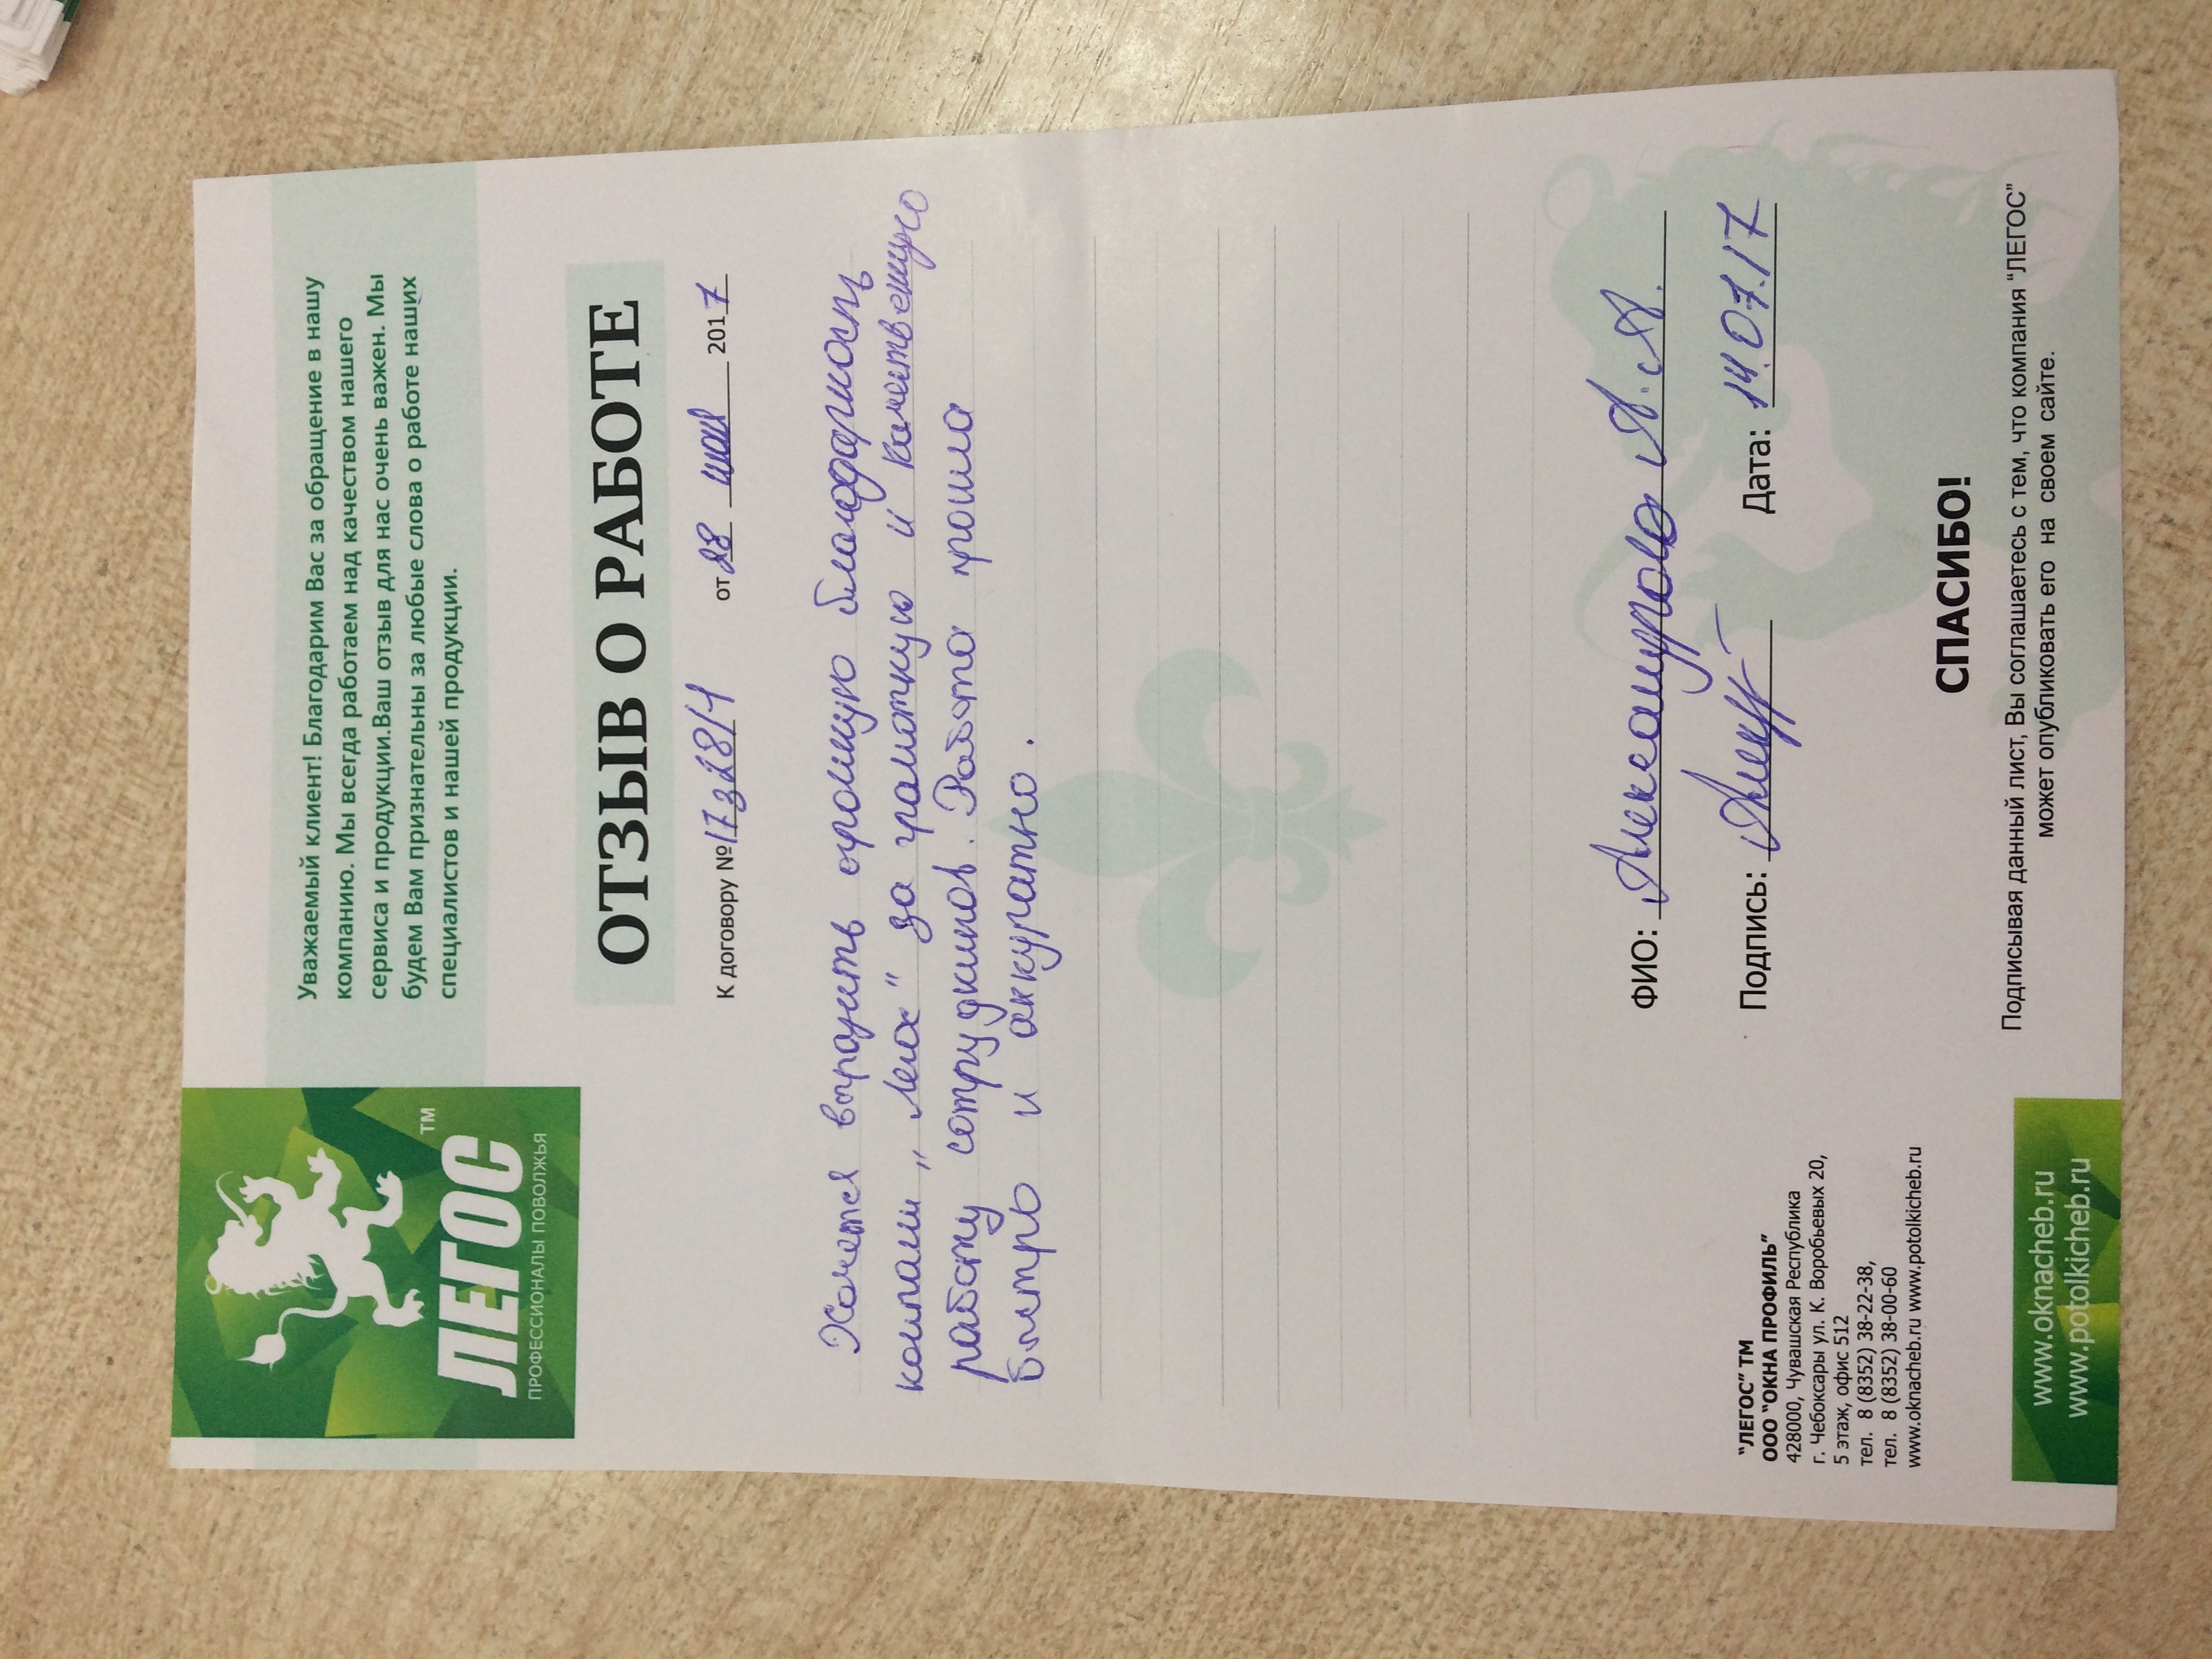 ЛЕГОС
TM
ПРОФЕССИОНАЛЫ ПОВОЛЖЬЯ
Уважаемый клиент! Благодарим Вас за обращение в нашу
компанию. Мы всегда работаем над качеством нашего
сервиса и продукции.Ваш отзыв для нас очень важен. Мы
будем Вам признательны за любые слова о работе наших
специалистов и нашей продукции.
ОТЗЫВ О РАБОТЕ
К договору № 17з28/1 от 28 мая 2017
Хочется выразить огромную благодарность
компании „Легос" за грамотную и качественную
работу сотрудников. Работа прошла
быстро и аккуратно.
ФИО: Александрова А.А.
Подпись: Дата: 14.07.17
"ЛЕГОС" ТМ
ООО "ОКНА ПРОФИЛЬ"
428000, Чувашская Республика
г. Чебоксары ул. К. Воробьевых 20,
5 этаж, офис 512
тел. 8 (8352) 38-22-38,
тел. 8 (8352) 38-00-60
www.oknacheb.ru www.potolkicheb.ru
СПАСИБО!
Подписывая данный лист, Вы соглашаетесь с тем, что компания "ЛЕГОС"
может опубликовать его на своем сайте.
www.oknacheb.ru
www.potolkicheb.ru